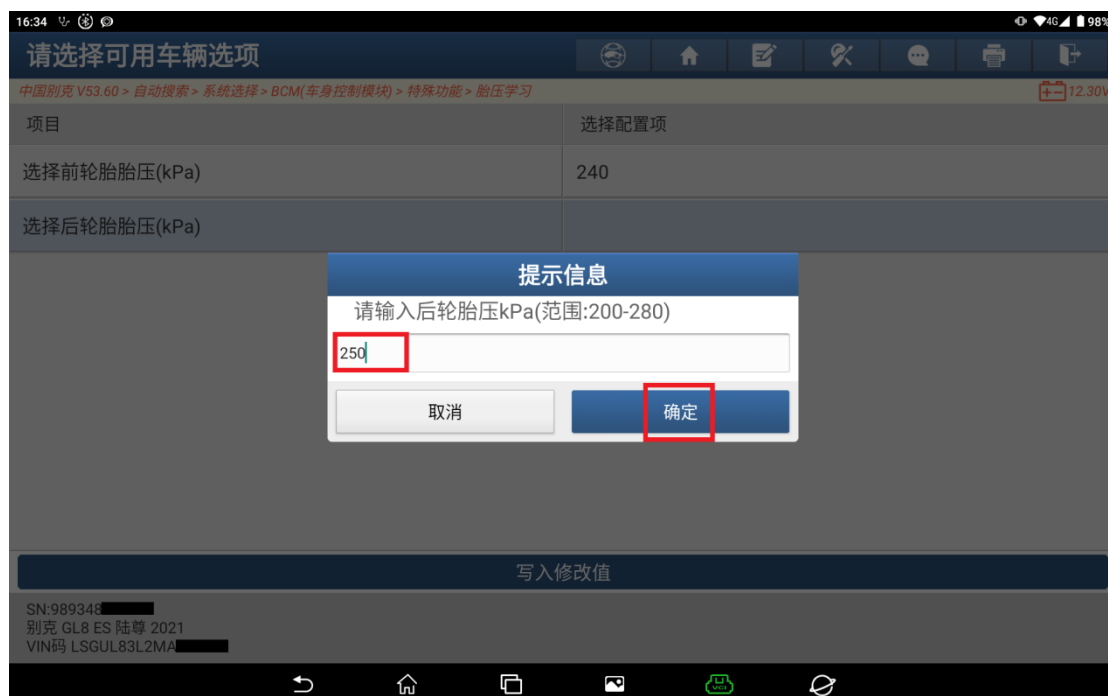 16:34 4G 98%
请选择可用车辆选项
中国别克 V53.60 > 自动搜索 > 系统选择 > BCM(车身控制模块) > 特殊功能 > 胎压学习 12.30V
项目 选择配置项
选择前轮胎胎压(kPa) 240
选择后轮胎胎压(kPa)
提示信息
请输入后轮胎压kPa(范围:200-280)
250
取消 确定
写入修改值
SN:989348
别克 GL8 ES 陆尊 2021
VIN码 LSGUL83L2MA
VCI